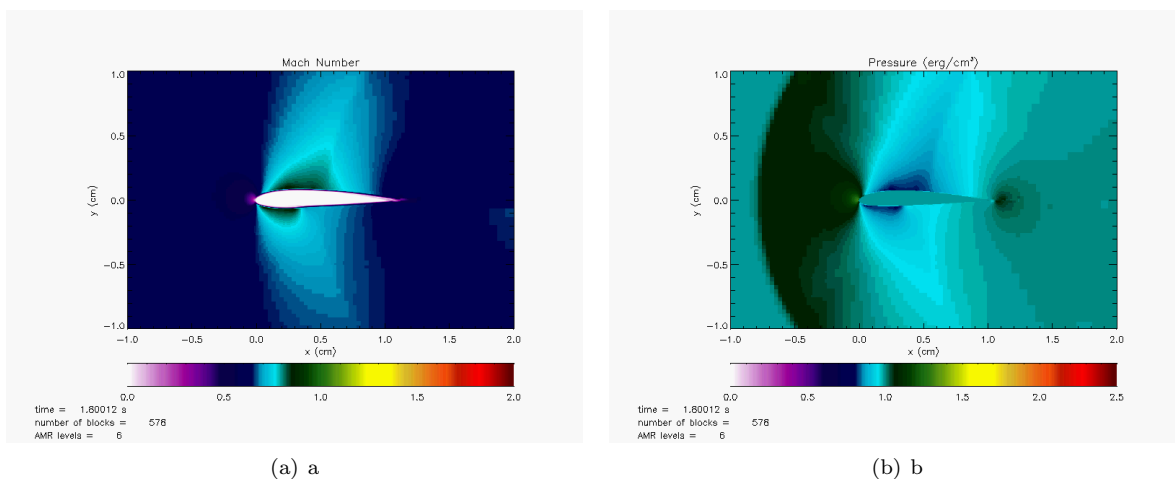 Mach Number
1.0
0.5
0.0
−0.5
−1.0
y (cm)
−1.0 −0.5 0.0 0.5 1.0 1.5 2.0
x (cm)
0.0 0.5 1.0 1.5 2.0
time = 1.80012 s
number of blocks = 576
AMR levels = 6
(a) a
Pressure (erg/cm³)
1.0
0.5
0.0
−0.5
−1.0
y (cm)
−1.0 −0.5 0.0 0.5 1.0 1.5 2.0
x (cm)
0.0 0.5 1.0 1.5 2.0 2.5
time = 1.80012 s
number of blocks = 576
AMR levels = 6
(b) b